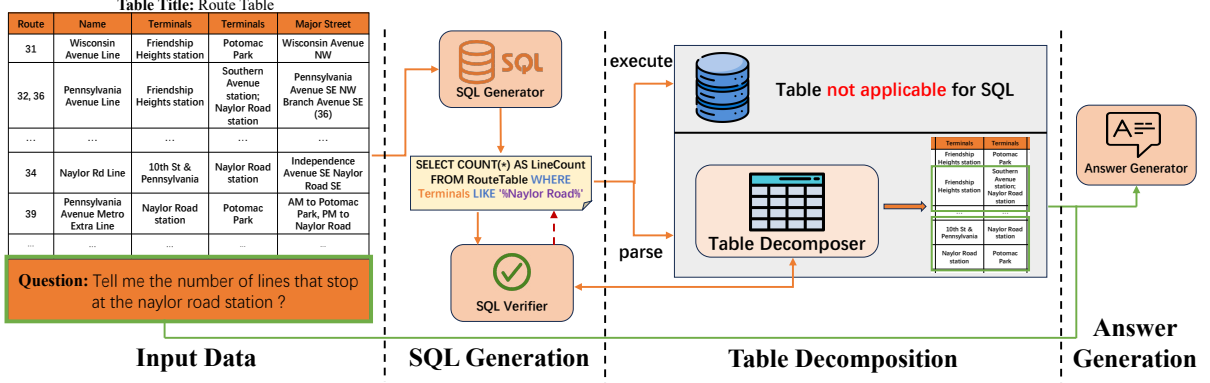 Table Title: Route Table
Route Name Terminals Terminals Major Street
31 Wisconsin Avenue Line Friendship Heights station Potomac Park Wisconsin Avenue NW
32, 36 Pennsylvania Avenue Line Friendship Heights station Southern Avenue station; Naylor Road station Pennsylvania Avenue SE NW Branch Avenue SE (36)
... ... ... ... ...
34 Naylor Rd Line 10th St & Pennsylvania Naylor Road station Independence Avenue SE Naylor Road SE
39 Pennsylvania Avenue Metro Extra Line Naylor Road station Potomac Park AM to Potomac Park, PM to Naylor Road
... ... ... ... ...
Question: Tell me the number of lines that stop
at the naylor road station ?
Input Data
SQL
SQL Generator
SELECT COUNT(*) AS LineCount
FROM RouteTable WHERE
Terminals LIKE '%Naylor Road%'
SQL Verifier
SQL Generation
execute
parse
Table not applicable for SQL
Table Decomposer
Terminals Terminals
Friendship Heights station Potomac Park
Friendship Heights station Southern Avenue station; Naylor Road station
... ...
10th St & Pennsylvania Naylor Road station
Naylor Road station Potomac Park
Table Decomposition
A
Answer Generator
Answer
Generation